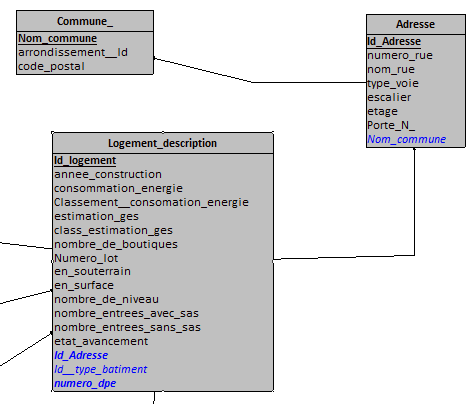 Commune_
Nom_commune
arrondissement__Id
code_postal
Adresse
Id_Adresse
numero_rue
nom_rue
type_voie
escalier
etage
Porte_N_
Nom_commune
Logement_description
Id_logement
annee_construction
consommation_energie
Classement__consomation_energie
estimation_ges
class_estimation_ges
nombre_de_boutiques
Numero_lot
en_souterrain
en_surface
nombre_de_niveau
nombre_entrees_avec_sas
nombre_entrees_sans_sas
etat_avancement
Id_Adresse
Id__type_batiment
numero_dpe